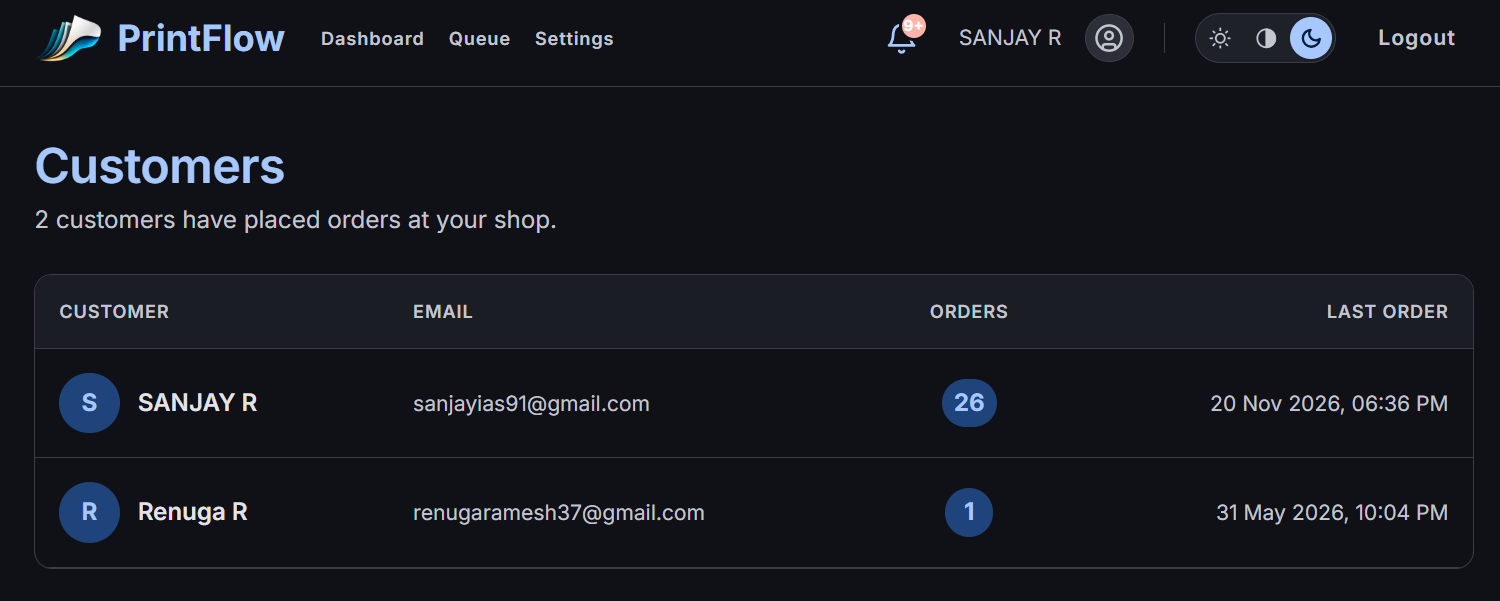 PrintFlow Dashboard Queue Settings 9+ SANJAY R Logout
Customers
2 customers have placed orders at your shop.
CUSTOMER EMAIL ORDERS LAST ORDER
S SANJAY R sanjayias91@gmail.com 26 20 Nov 2026, 06:36 PM
R Renuga R renugaramesh37@gmail.com 1 31 May 2026, 10:04 PM